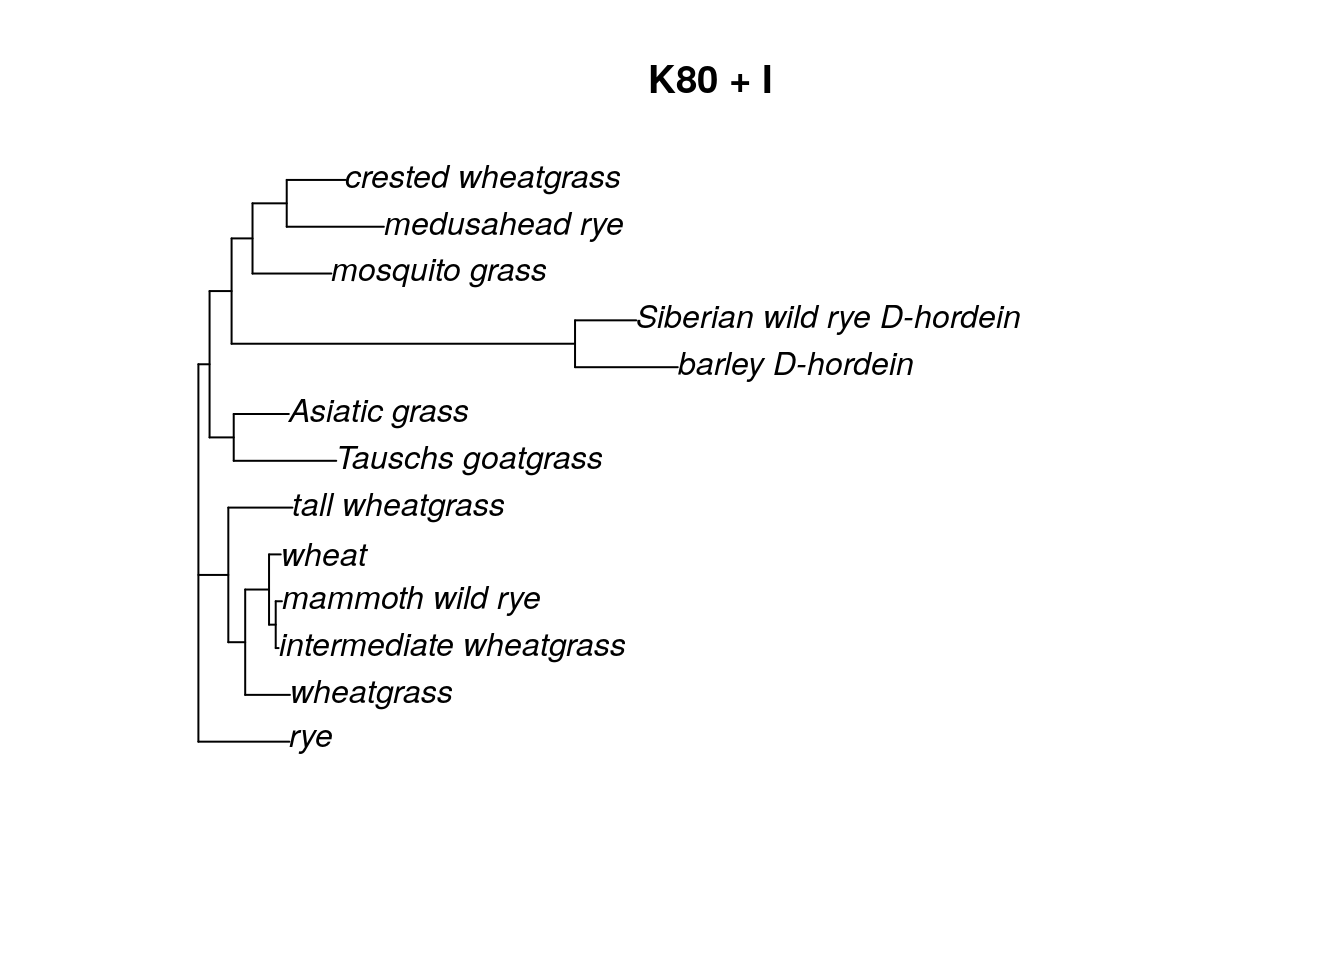 K80 + I
crested wheatgrass
medusahead rye
mosquito grass
Siberian wild rye D-hordein
barley D-hordein
Asiatic grass
Tauschs goatgrass
tall wheatgrass
wheat
mammoth wild rye
intermediate wheatgrass
wheatgrass
rye